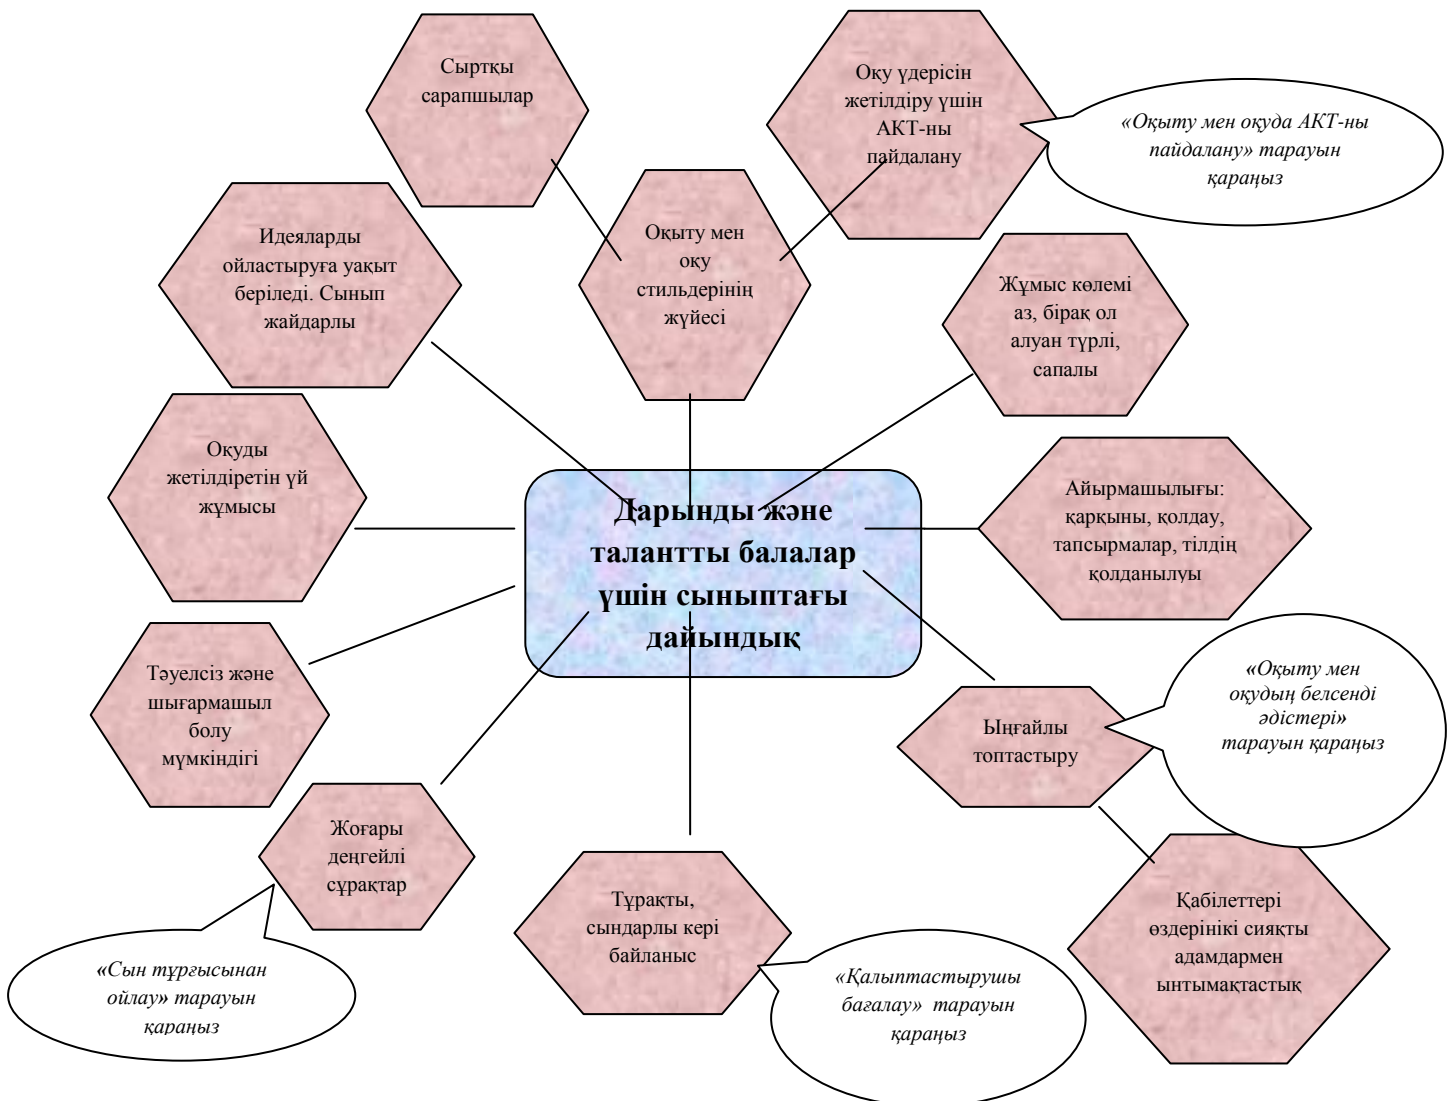 Сыртқы
сарапшылар
Оқу үдерісін
жетілдіру үшін
АКТ-ны
пайдалану
«Оқыту мен оқуда АКТ-ны
пайдалану» тарауын
қараңыз
Идеяларды
ойластыруға уақыт
беріледі. Сынып
жайдарлы
Оқыту мен
оқу
стильдерінің
жүйесі
Жұмыс көлемі
аз, бірақ ол
алуан түрлі,
сапалы
Оқуды
жетілдіретін үй
жұмысы
Дарынды және
талантты балалар
үшін сыныптағы
дайындық
Айырмашылығы:
қарқыны, қолдау,
тапсырмалар, тілдің
қолданылуы
Тәуелсіз және
шығармашыл
болу
мүмкіндігі
Ыңғайлы
топтастыру
«Оқыту мен
оқудың белсенді
әдістері»
тарауын қараңыз
Жоғары
деңгейлі
сұрақтар
Тұрақты,
сындарлы кері
байланыс
Қабілеттері
өздерінікі сияқты
адамдармен
ынтымақтастық
«Сын тұрғысынан
ойлау» тарауын
қараңыз
«Қалыптастырушы
бағалау» тарауын
қараңыз